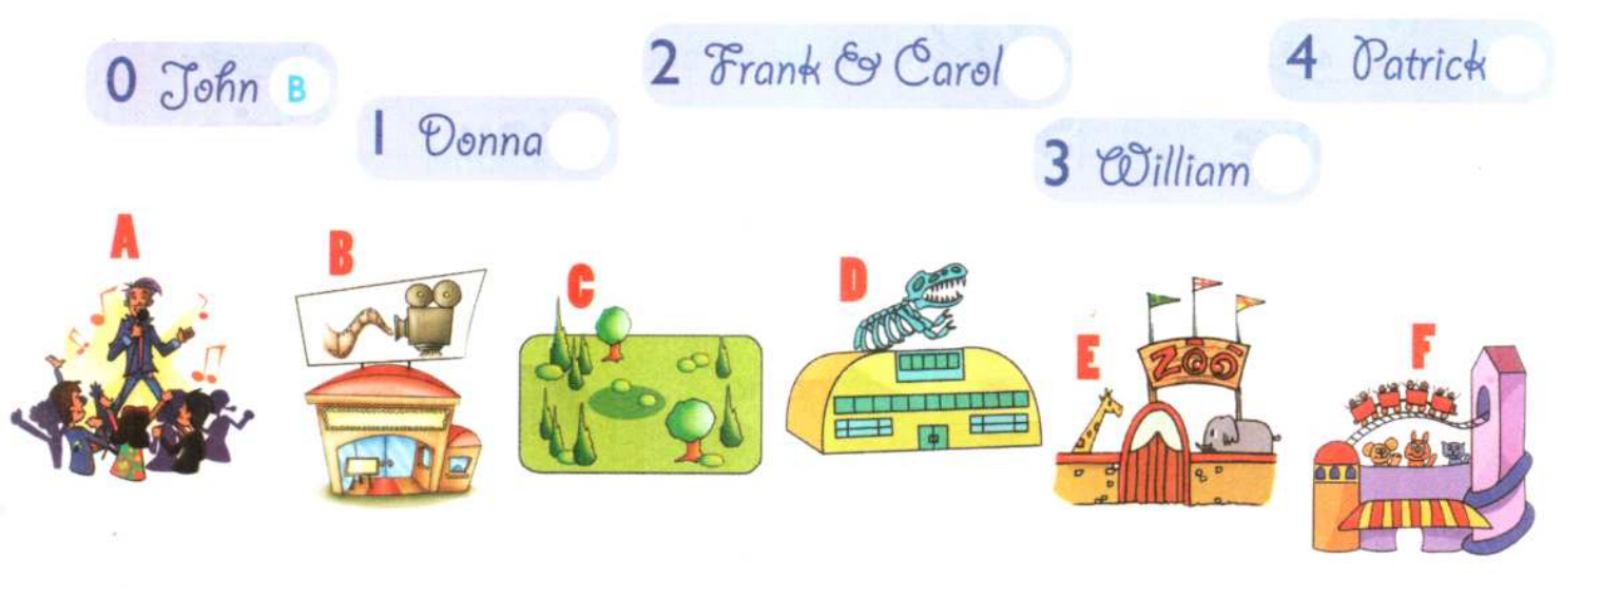 0 John B
1 Donna
2 Frank & Carol
3 William
4 Patrick
A
B
C
D
E
F
ZOO